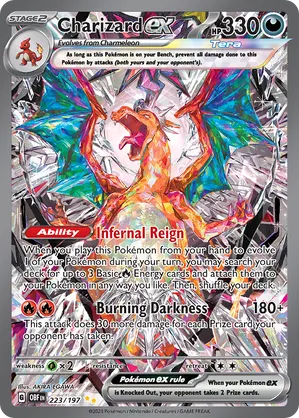 STAGE2 Charizard ex HP330
Evolves from Charmeleon Tera
As long as this Pokémon is on your Bench, prevent all damage done to this
Pokémon by attacks (both yours and your opponent's).
Ability Infernal Reign
When you play this Pokémon from your hand to evolve
1 of your Pokémon during your turn, you may search your
deck for up to 3 Basic Energy cards and attach them to
your Pokémon in any way you like. Then, shuffle your deck.
Burning Darkness 180+
This attack does 30 more damage for each Prize card your
opponent has taken.
weakness ×2 resistance retreat
Pokémon ex rule When your Pokémon ex
is Knocked Out, your opponent takes 2 Prize cards.
Illus. AKIRA EGAWA
G OBF EN 223/197
©2023 Pokémon / Nintendo / Creatures / GAME FREAK